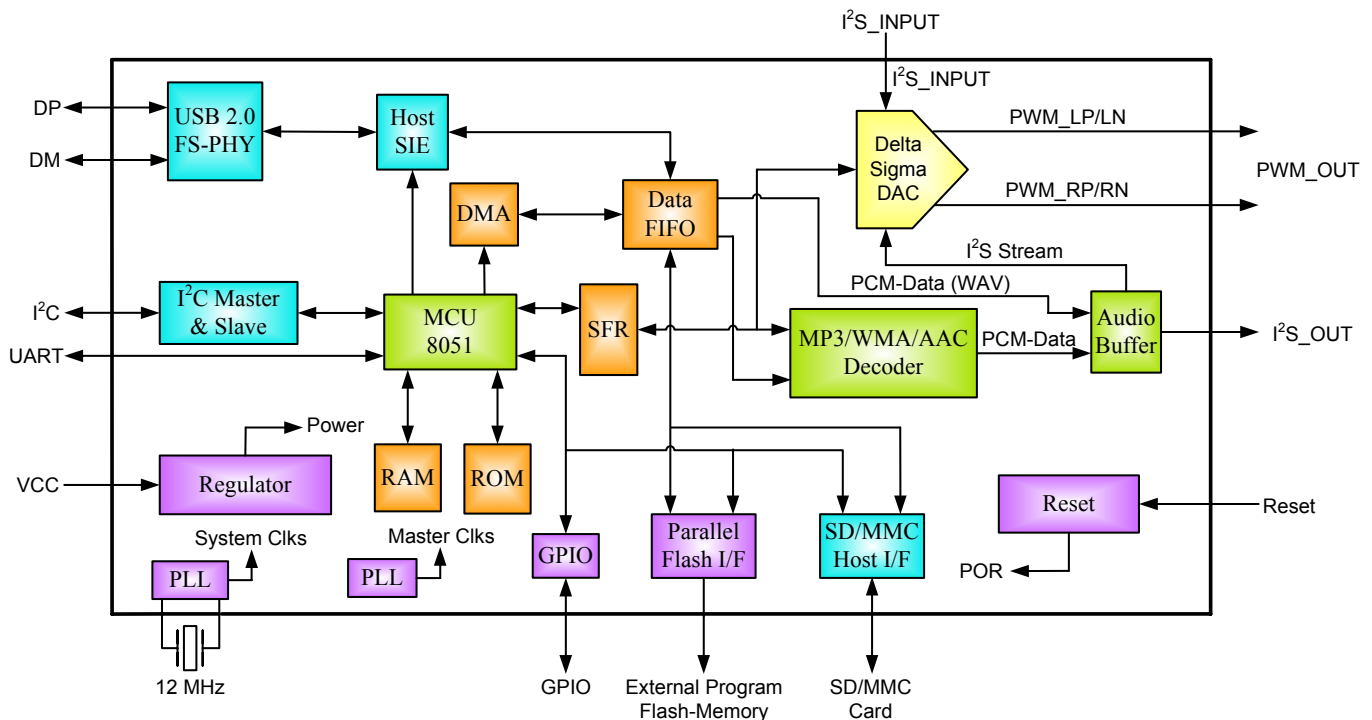 I²S_INPUT
I²S_INPUT
DP
DM
USB 2.0
FS-PHY
Host
SIE
Delta
Sigma
DAC
PWM_LP/LN
PWM_OUT
PWM_RP/RN
DMA
Data
FIFO
I²S Stream
PCM-Data (WAV)
I²C
I²C Master
& Slave
MCU
8051
SFR
MP3/WMA/AAC
Decoder
PCM-Data
Audio
Buffer
I²S_OUT
UART
Power
VCC
Regulator
RAM
ROM
Reset
Reset
System Clks
Master Clks
PLL
PLL
GPIO
Parallel
Flash I/F
SD/MMC
Host I/F
POR
12 MHz
GPIO
External Program
Flash-Memory
SD/MMC
Card